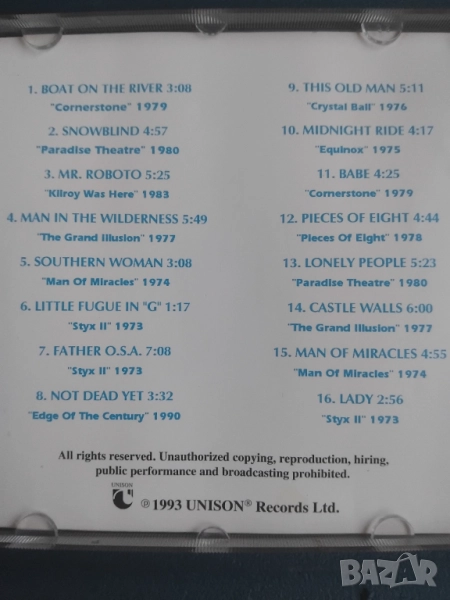 1. BOAT ON THE RIVER 3:08
"Cornerstone" 1979
2. SNOWBLIND 4:57
"Paradise Theatre" 1980
3. MR. ROBOTO 5:25
"Kilroy Was Here" 1983
4. MAN IN THE WILDERNESS 5:49
"The Grand Illusion" 1977
5. SOUTHERN WOMAN 3:08
"Man Of Miracles" 1974
6. LITTLE FUGUE IN "G" 1:17
"Styx II" 1973
7. FATHER O.S.A. 7:08
"Styx II" 1973
8. NOT DEAD YET 3:32
"Edge Of The Century" 1990
9. THIS OLD MAN 5:11
"Crystal Ball" 1976
10. MIDNIGHT RIDE 4:17
"Equinox" 1975
11. BABE 4:25
"Cornerstone" 1979
12. PIECES OF EIGHT 4:44
"Pieces Of Eight" 1978
13. LONELY PEOPLE 5:23
"Paradise Theatre" 1980
14. CASTLE WALLS 6:00
"The Grand Illusion" 1977
15. MAN OF MIRACLES 4:55
"Man Of Miracles" 1974
16. LADY 2:56
"Styx II" 1973
All rights reserved. Unauthorized copying, reproduction, hiring,
public performance and broadcasting prohibited.
UNISON
℗ 1993 UNISON® Records Ltd.
BAZAR